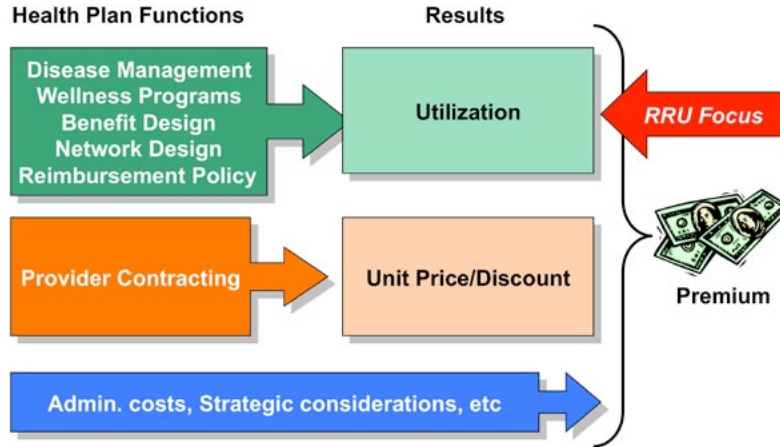 Health Plan Functions
Results
Disease Management
Wellness Programs
Benefit Design
Network Design
Reimbursement Policy
Utilization
RRU Focus
Provider Contracting
Unit Price/Discount
Premium
Admin. costs, Strategic considerations, etc